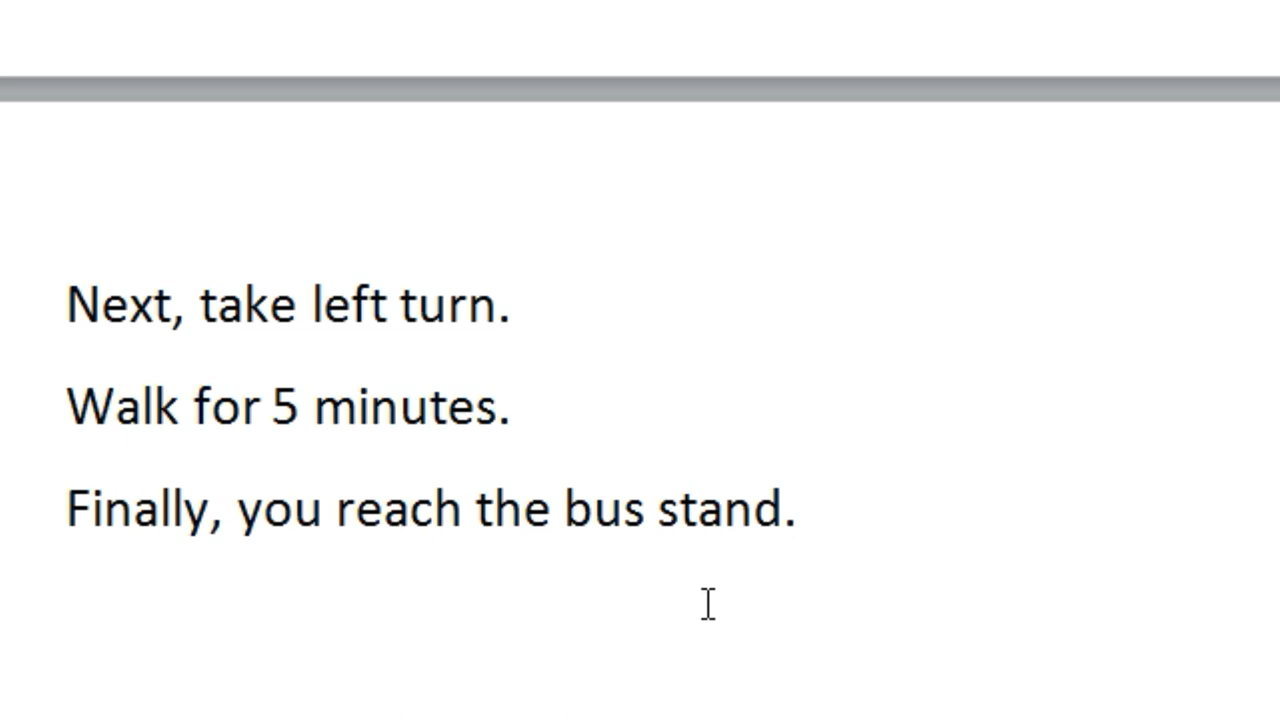 Next, take left turn.
Walk for 5 minutes.
Finally, you reach the bus stand.